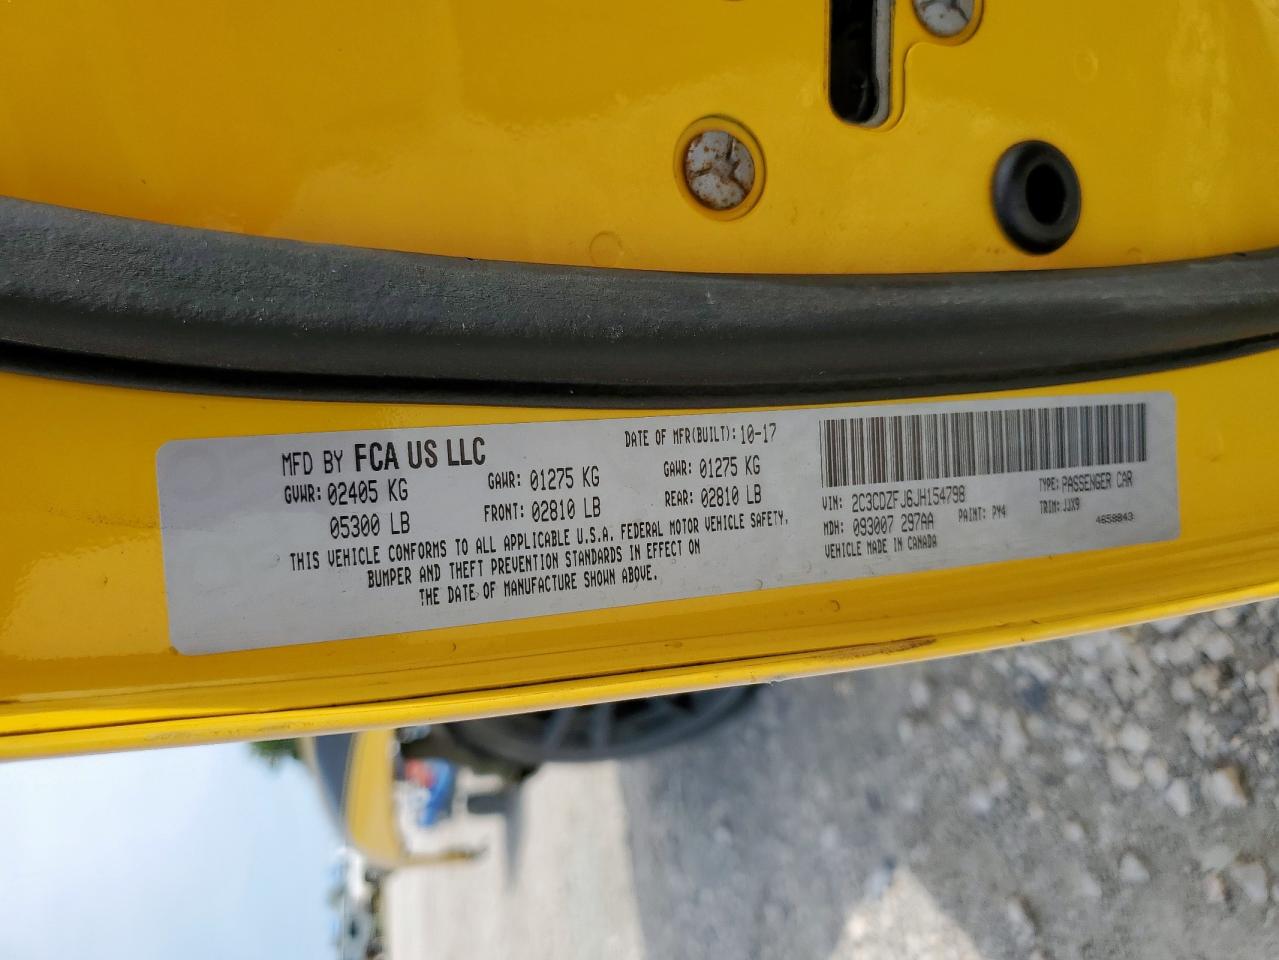 MFD BY FCA US LLC
DATE OF MFR(BUILT): 10-17
GVWR: 02405 KG
GAWR: 01275 KG
GAWR: 01275 KG
05300 LB
FRONT: 02810 LB
REAR: 02810 LB
THIS VEHICLE CONFORMS TO ALL APPLICABLE U.S.A. FEDERAL MOTOR VEHICLE SAFETY,
BUMPER AND THEFT PREVENTION STANDARDS IN EFFECT ON
THE DATE OF MANUFACTURE SHOWN ABOVE.
VIN: 2C3CDZFJ6JH154798
TYPE: PASSENGER CAR
MDH: 093007 297AA
PAINT: PY4
TRIM: JJX9
VEHICLE MADE IN CANADA
4658843